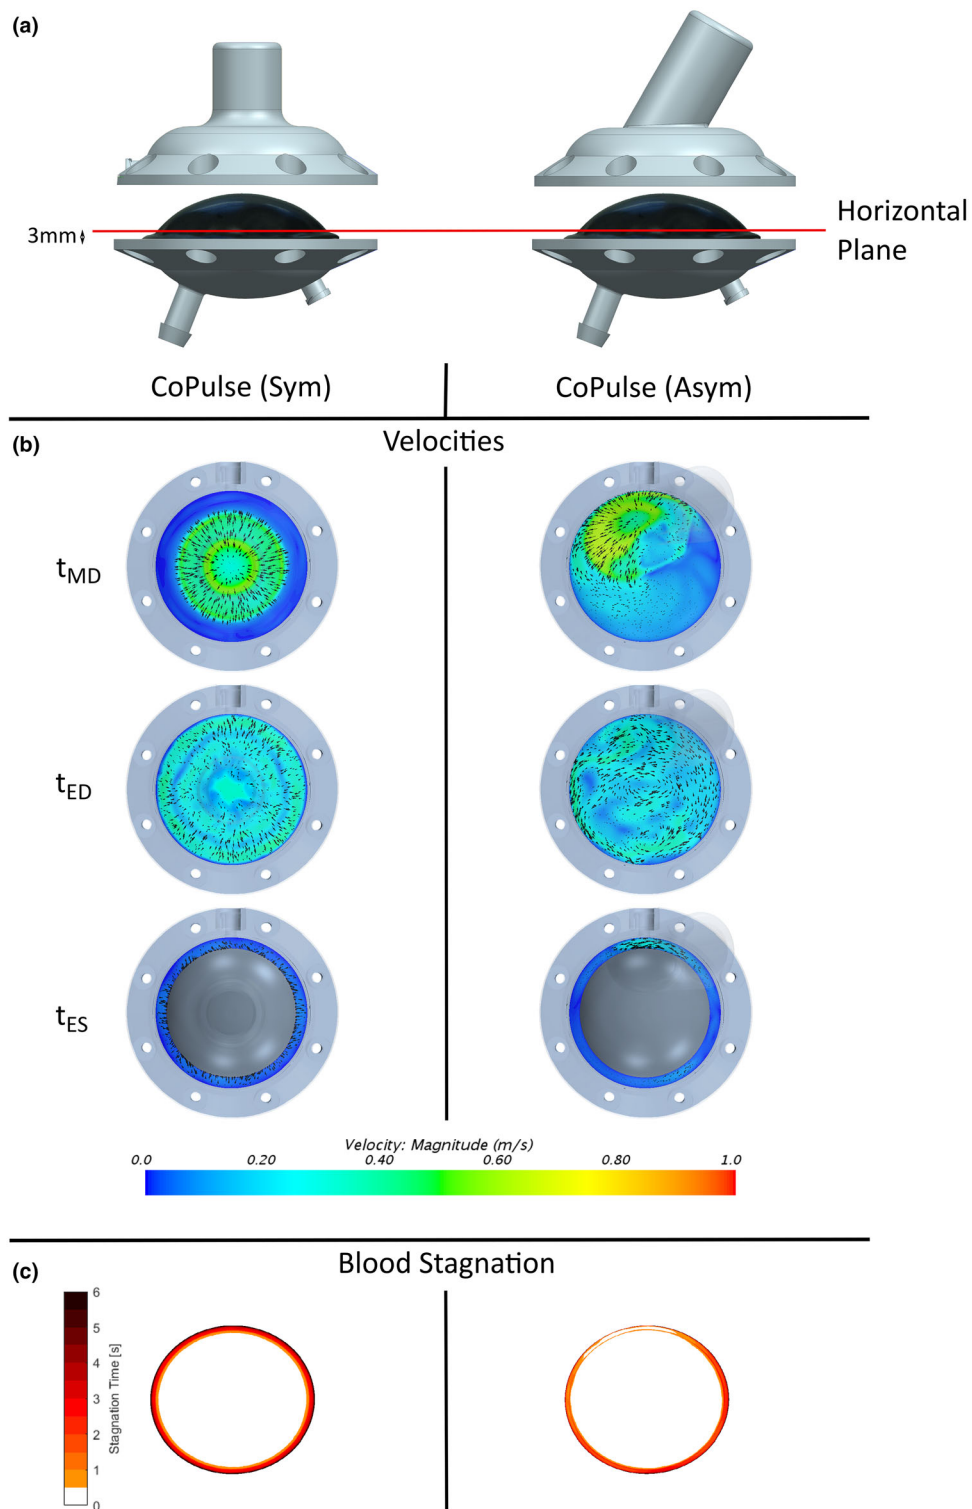 (a)
3mm
Horizontal
Plane
CoPulse (Sym)
CoPulse (Asym)
(b)
Velocities
tMD
tED
tES
Velocity: Magnitude (m/s)
0.0 0.20 0.40 0.60 0.80 1.0
(c)
Blood Stagnation
6
5
4
3
2
1
0
Stagnation Time [s]